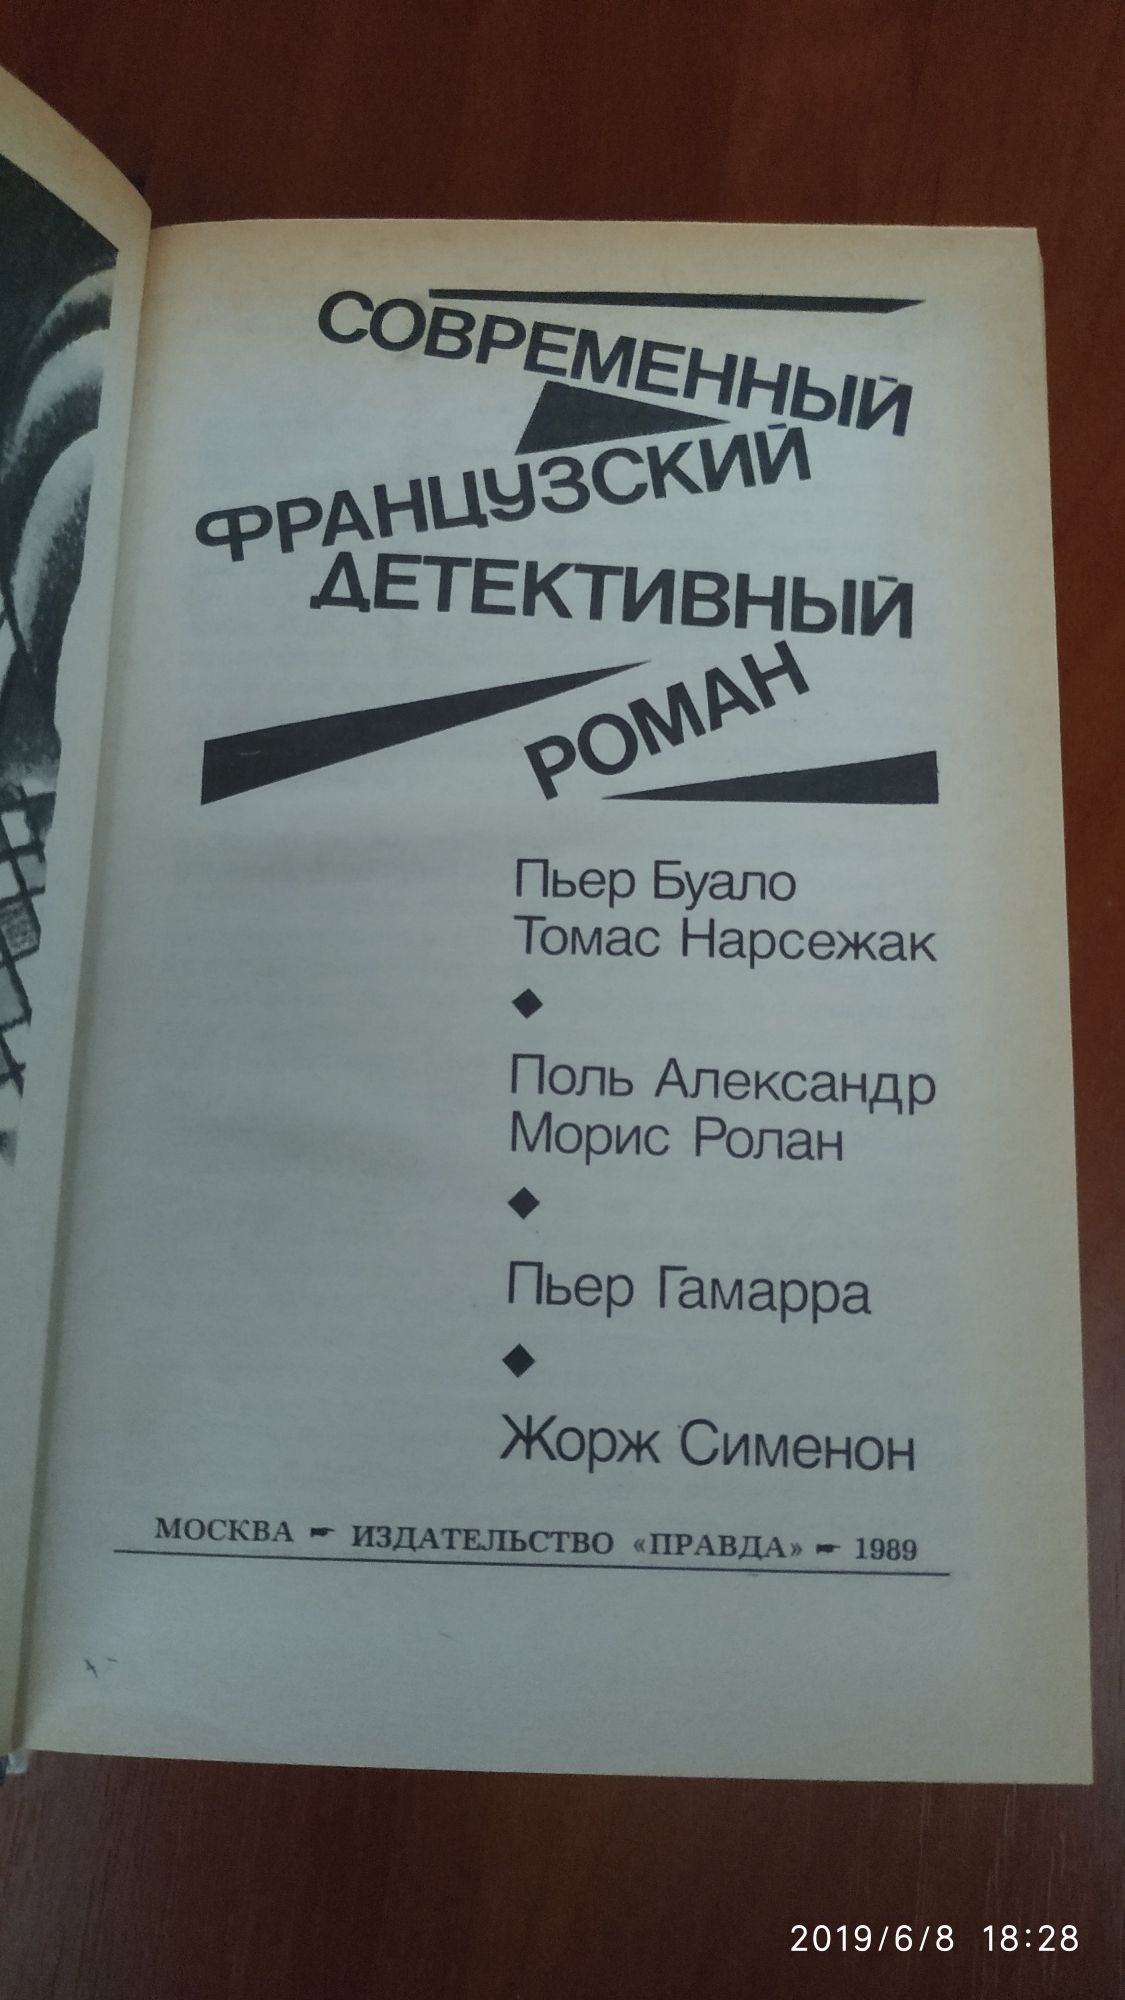 СОВРЕМЕННЫЙ
ФРАНЦУЗСКИЙ
ДЕТЕКТИВНЫЙ
РОМАН
Пьер Буало
Томас Нарсежак
Поль Александр
Морис Ролан
Пьер Гамарра
Жорж Сименон
МОСКВА ИЗДАТЕЛЬСТВО «ПРАВДА» 1989
2019/6/8 18:28